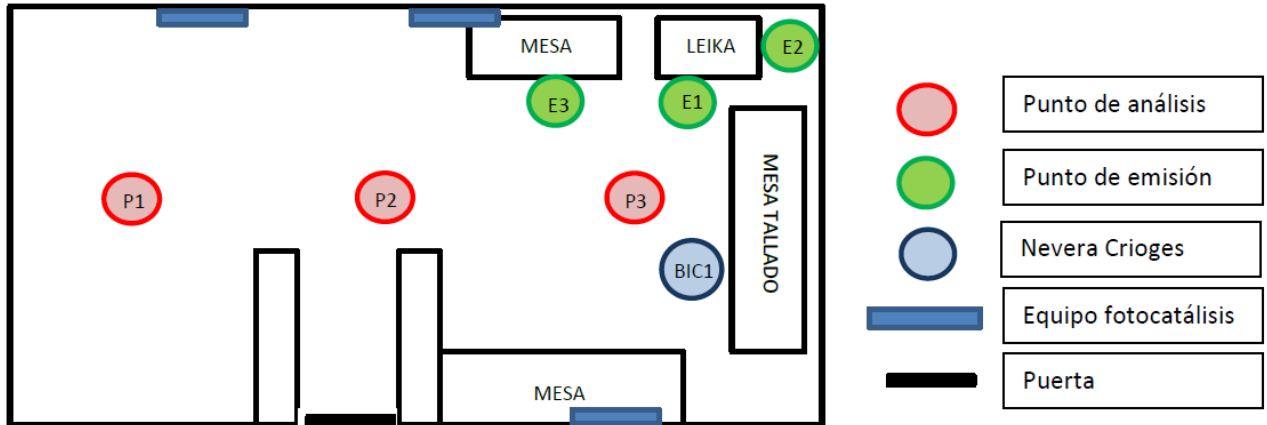 MESA
LEIKA
E2
E3
E1
P1
P2
P3
BIC1
MESA TALLADO
MESA
Punto de análisis
Punto de emisión
Nevera Crioges
Equipo fotocatálisis
Puerta